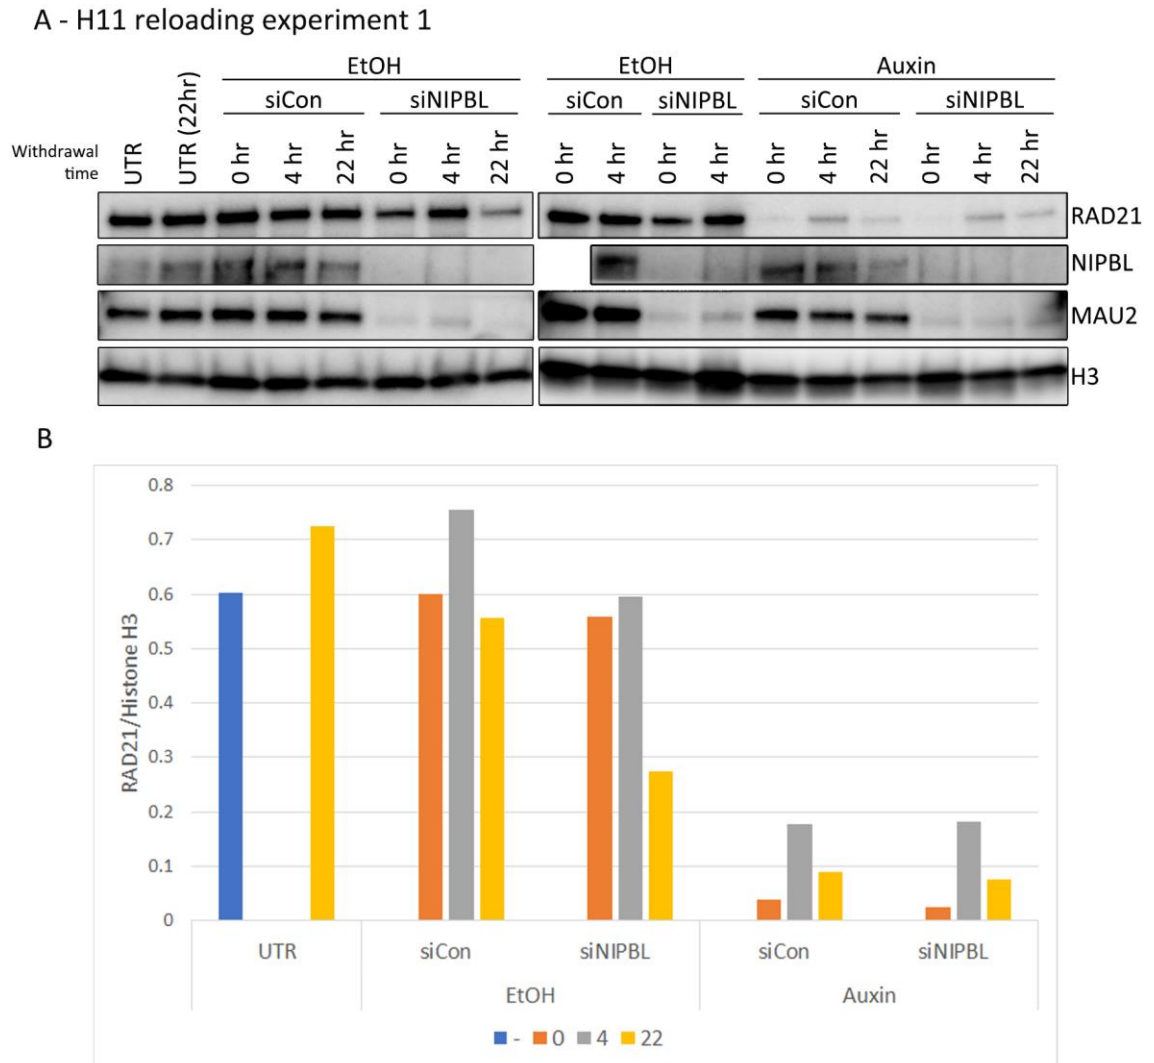 A - H11 reloading experiment 1
EtOH EtOH Auxin
siCon siNIPBL siCon siNIPBL siCon siNIPBL
Withdrawal
time
UTR UTR (22hr) 0 hr 4 hr 22 hr 0 hr 4 hr 22 hr 0 hr 4 hr 0 hr 4 hr 0 hr 4 hr 22 hr 0 hr 4 hr 22 hr
RAD21
NIPBL
MAU2
H3
B
RAD21/Histone H3
0.8
0.7
0.6
0.5
0.4
0.3
0.2
0.1
0
UTR siCon siNIPBL siCon siNIPBL
EtOH Auxin
- 0 4 22